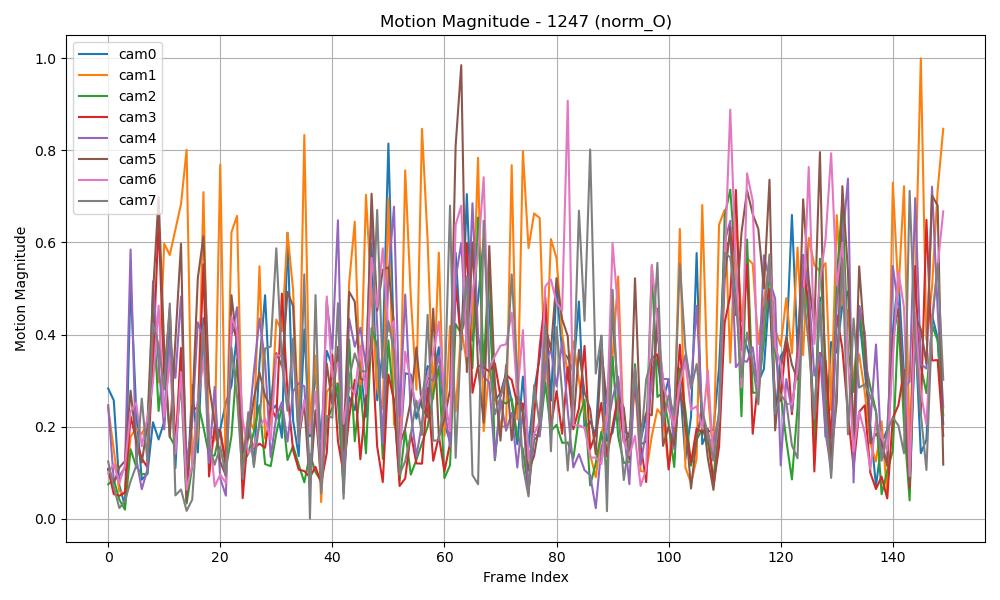 Motion Magnitude - 1247 (norm_O)
cam0
cam1
cam2
cam3
cam4
cam5
cam6
cam7
Motion Magnitude
1.0
0.8
0.6
0.4
0.2
0.0
0 20 40 60 80 100 120 140
Frame Index